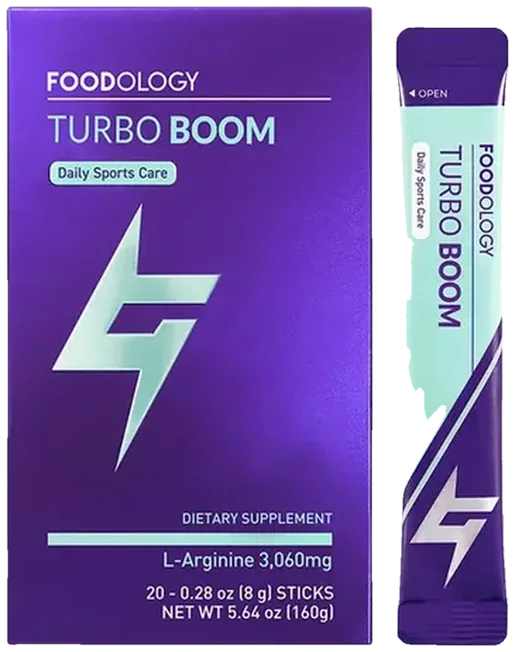 FOODOLOGY
TURBO BOOM
Daily Sports Care
DIETARY SUPPLEMENT
L-Arginine 3,060mg
20 - 0.28 oz (8 g) STICKS
NET WT 5.64 oz (160g)
◀ OPEN
FOODOLOGY
TURBO BOOM
Daily Sports Care